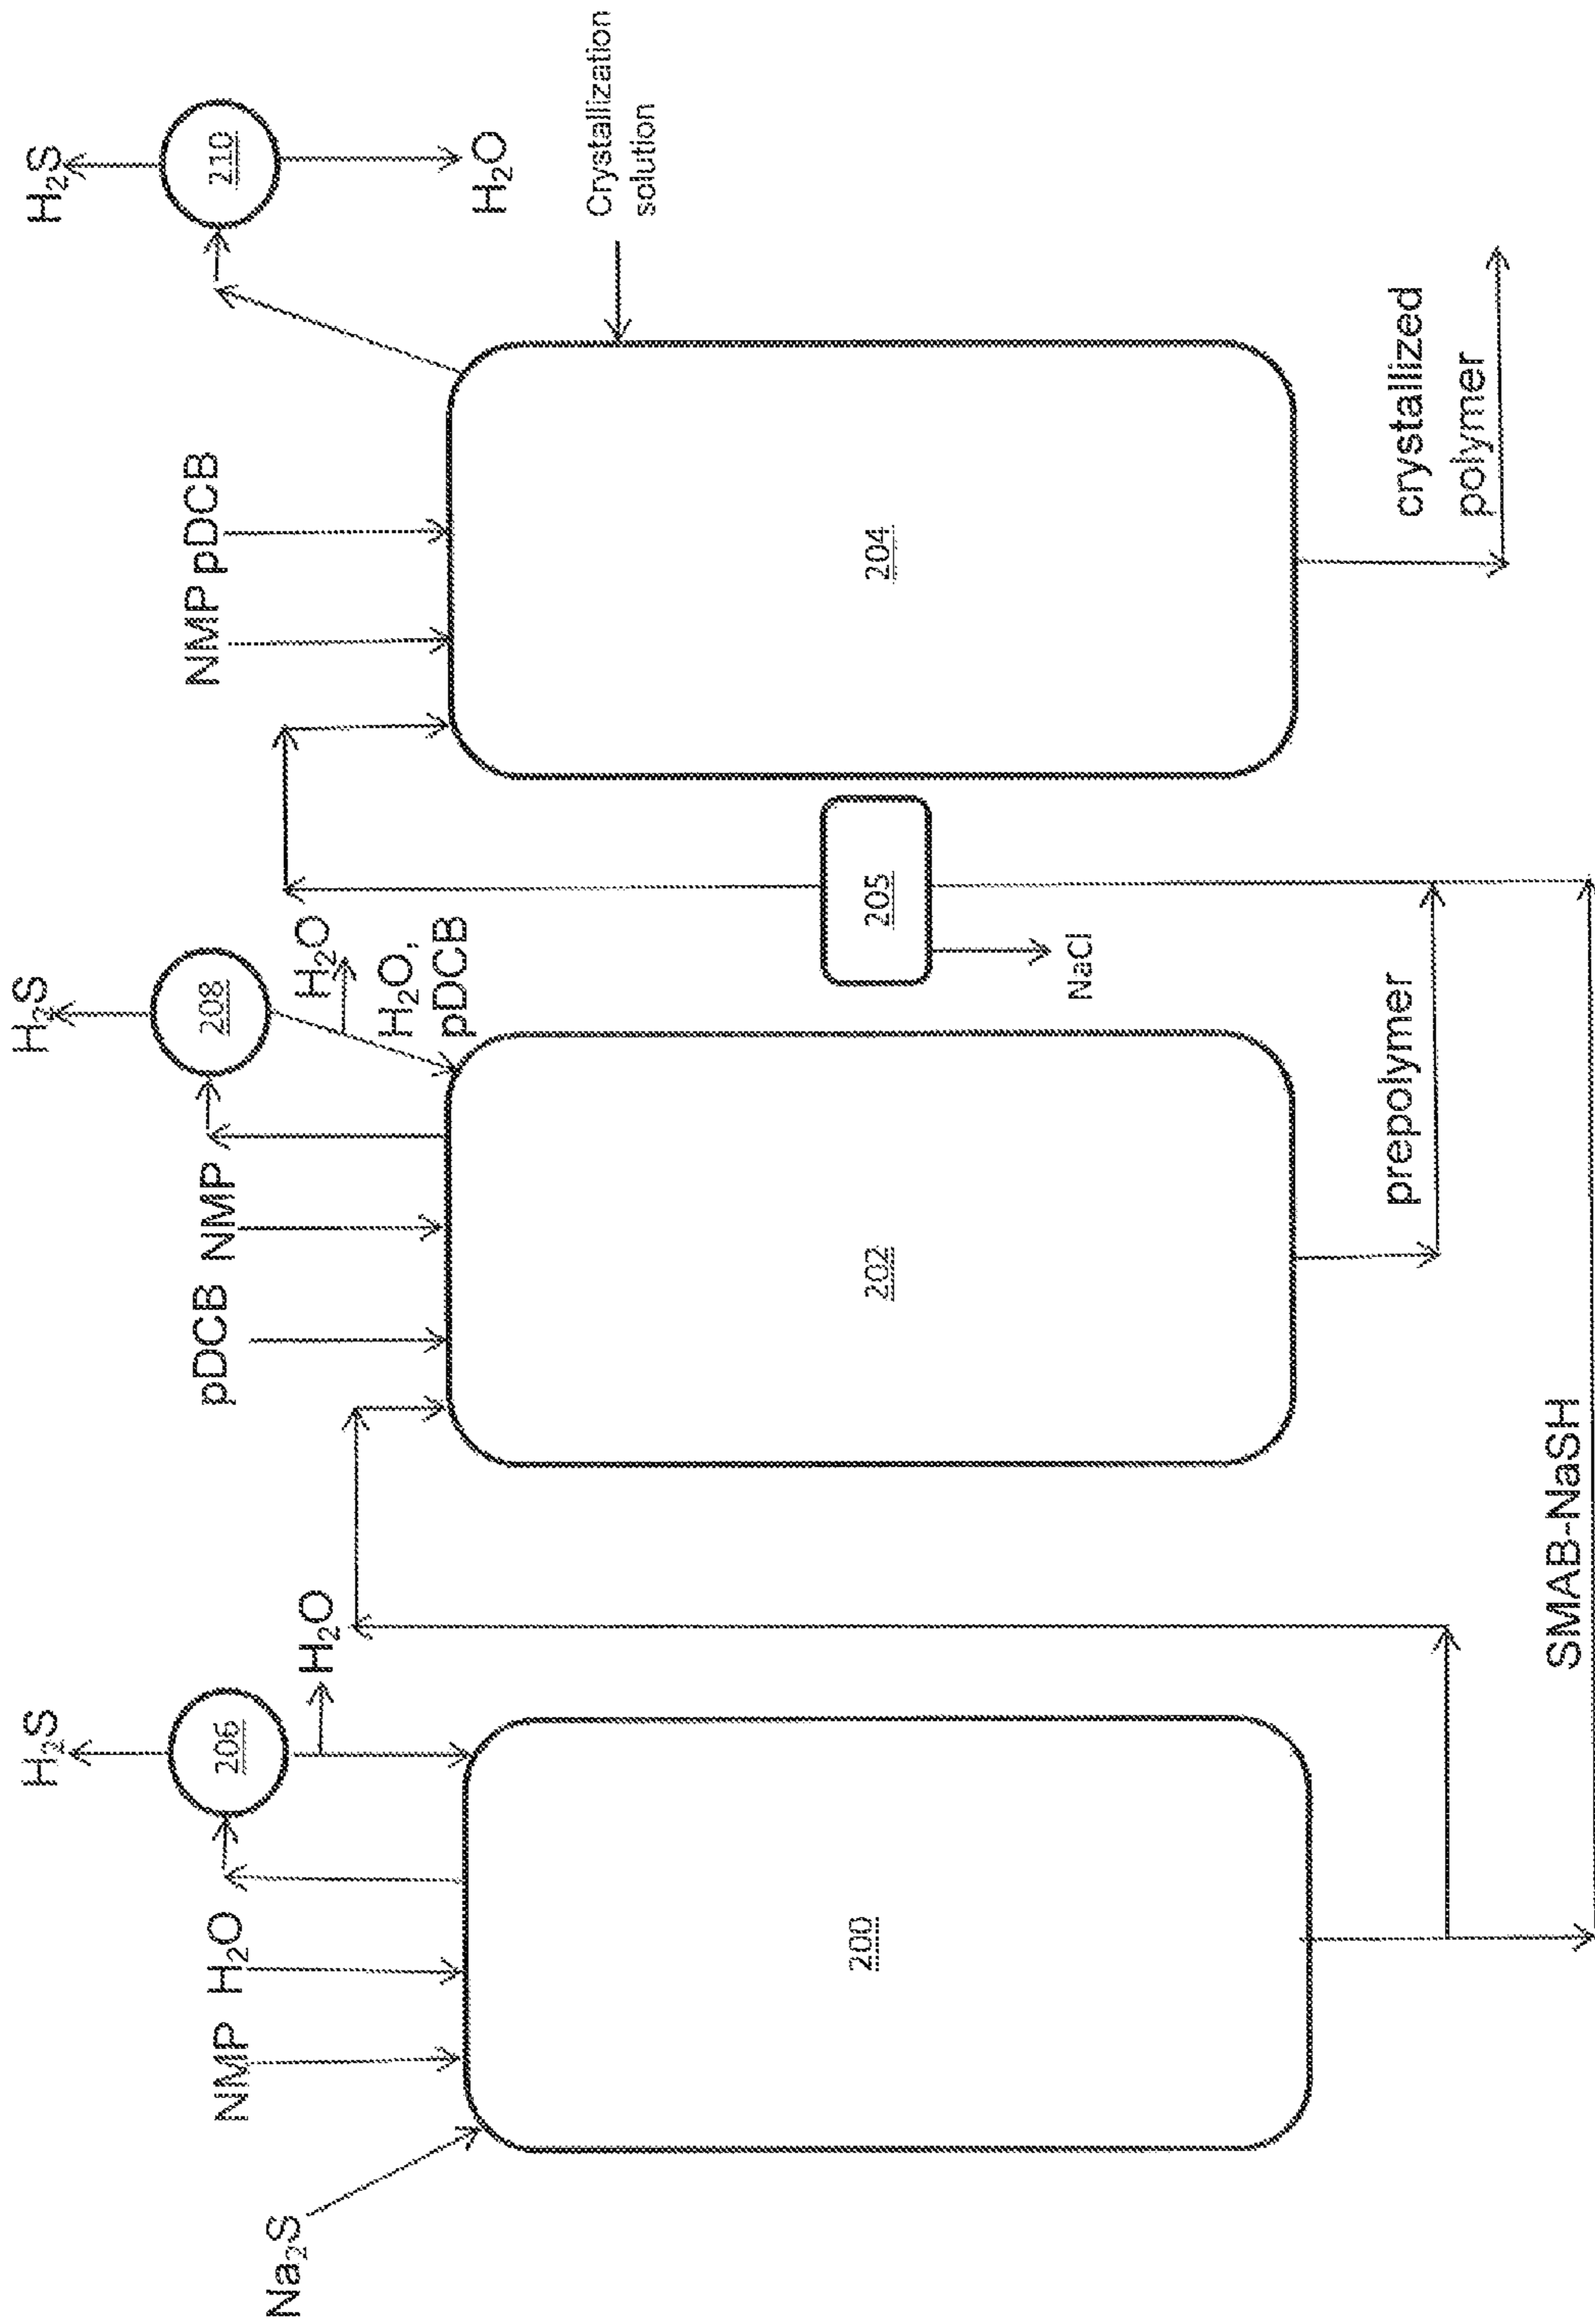 H₂S
H₂S
H₂S
206
208
210
H₂O
H₂O
H₂O
Na₂S
NMP
H₂O
pDCB
NMP
H₂O,
pDCB
NMP
pDCB
Crystallization
solution
200
202
205
204
NaCl
prepolymer
crystallized
polymer
SMAB-NaSH